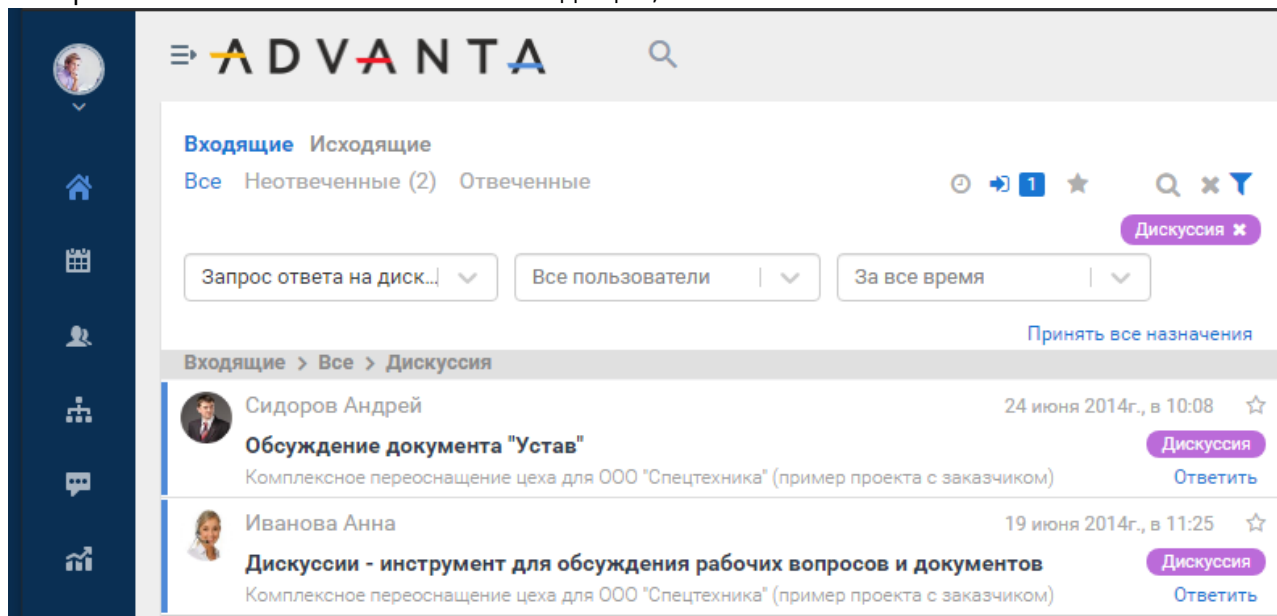 ADVANTA
Входящие Исходящие
Все Неотвеченные (2) Отвеченные 1
Дискуссия
Запрос ответа на диск... Все пользователи За все время
Принять все назначения
Входящие > Все > Дискуссия
Сидоров Андрей 24 июня 2014г., в 10:08
Обсуждение документа "Устав" Дискуссия
Комплексное переоснащение цеха для ООО "Спецтехника" (пример проекта с заказчиком) Ответить
Иванова Анна 19 июня 2014г., в 11:25
Дискуссии - инструмент для обсуждения рабочих вопросов и документов Дискуссия
Комплексное переоснащение цеха для ООО "Спецтехника" (пример проекта с заказчиком) Ответить